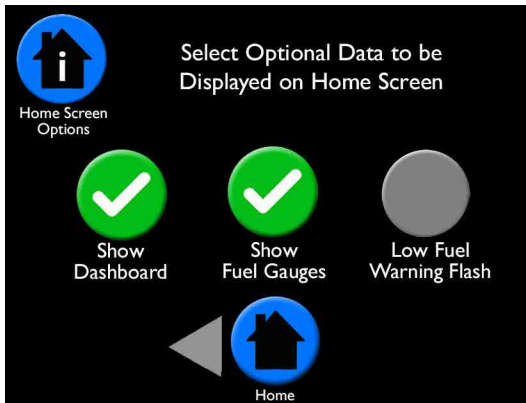 i
Select Optional Data to be
Displayed on Home Screen
Home Screen
Options
Show
Dashboard
Show
Fuel Gauges
Low Fuel
Warning Flash
Home